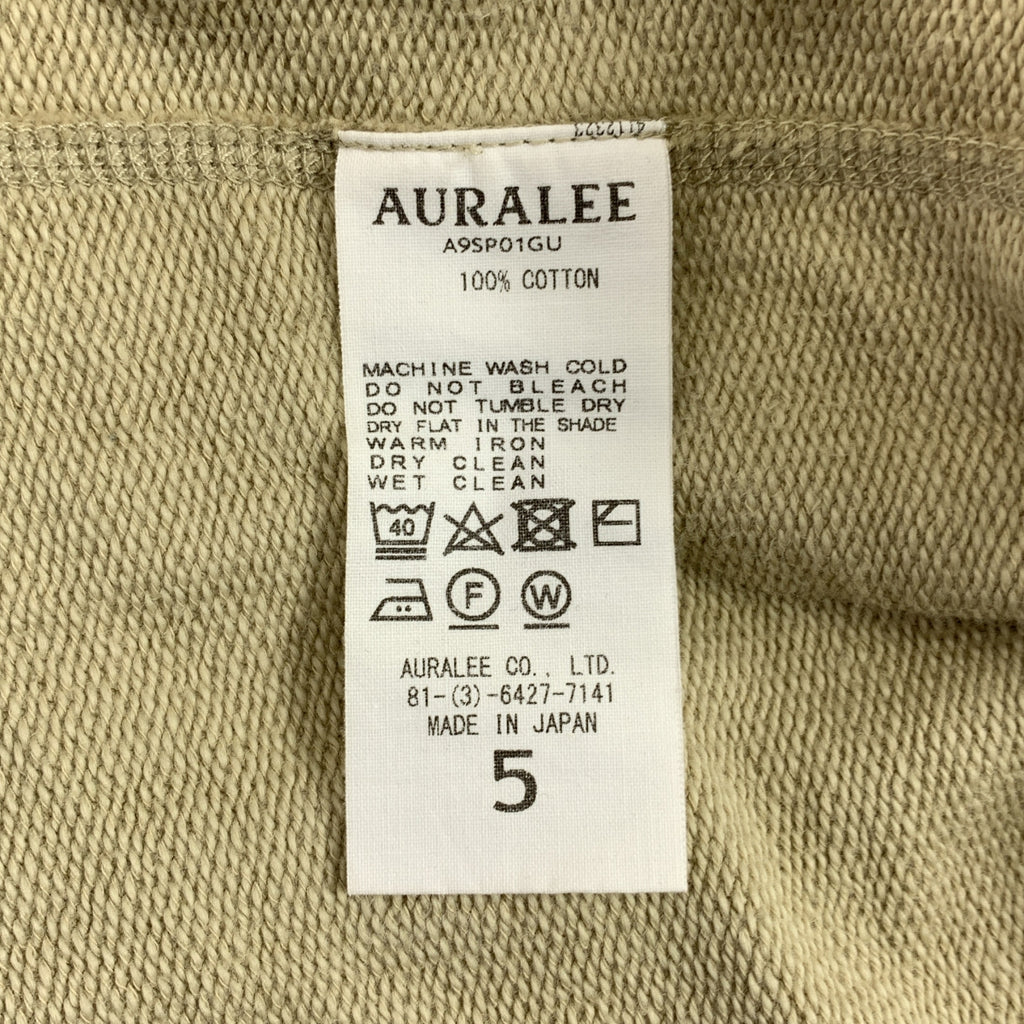 4112323
AURALEE
A9SP01GU
100% COTTON
MACHINE WASH COLD
DO NOT BLEACH
DO NOT TUMBLE DRY
DRY FLAT IN THE SHADE
WARM IRON
DRY CLEAN
WET CLEAN
40
F
W
AURALEE CO., LTD.
81-(3)-6427-7141
MADE IN JAPAN
5